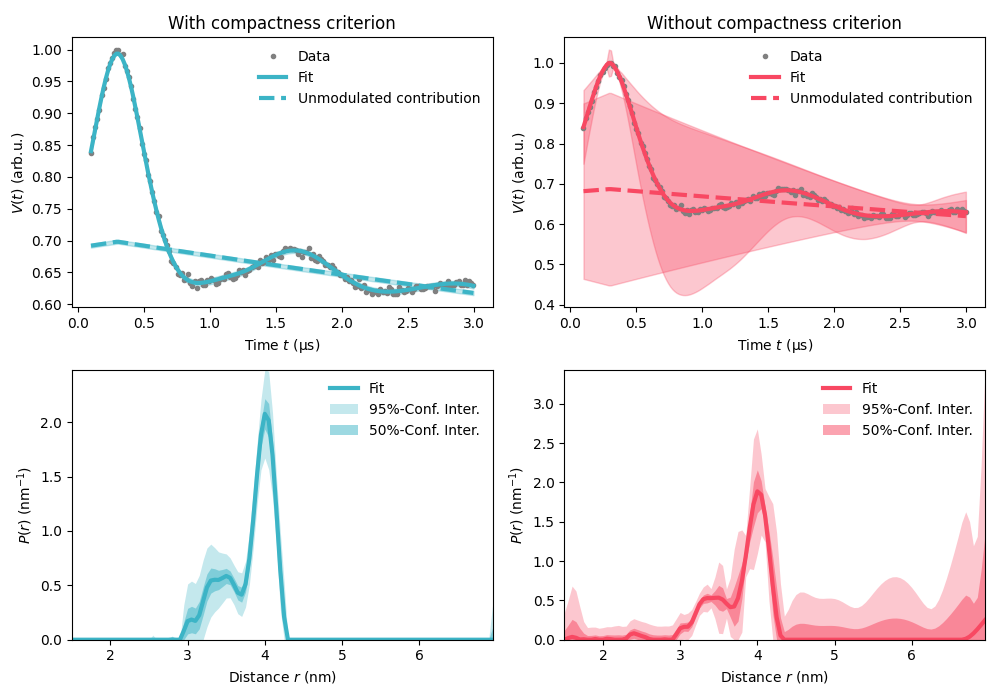 With compactness criterion
Without compactness criterion
V(t) (arb.u.)
1.00
0.95
0.90
0.85
0.80
0.75
0.70
0.65
0.60
Data
Fit
Unmodulated contribution
0.0 0.5 1.0 1.5 2.0 2.5 3.0
Time t (μs)
V(t) (arb.u.)
1.0
0.9
0.8
0.7
0.6
0.5
0.4
Data
Fit
Unmodulated contribution
0.0 0.5 1.0 1.5 2.0 2.5 3.0
Time t (μs)
P(r) (nm⁻¹)
2.0
1.5
1.0
0.5
0.0
Fit
95%-Conf. Inter.
50%-Conf. Inter.
2 3 4 5 6
Distance r (nm)
P(r) (nm⁻¹)
3.0
2.5
2.0
1.5
1.0
0.5
0.0
Fit
95%-Conf. Inter.
50%-Conf. Inter.
2 3 4 5 6
Distance r (nm)